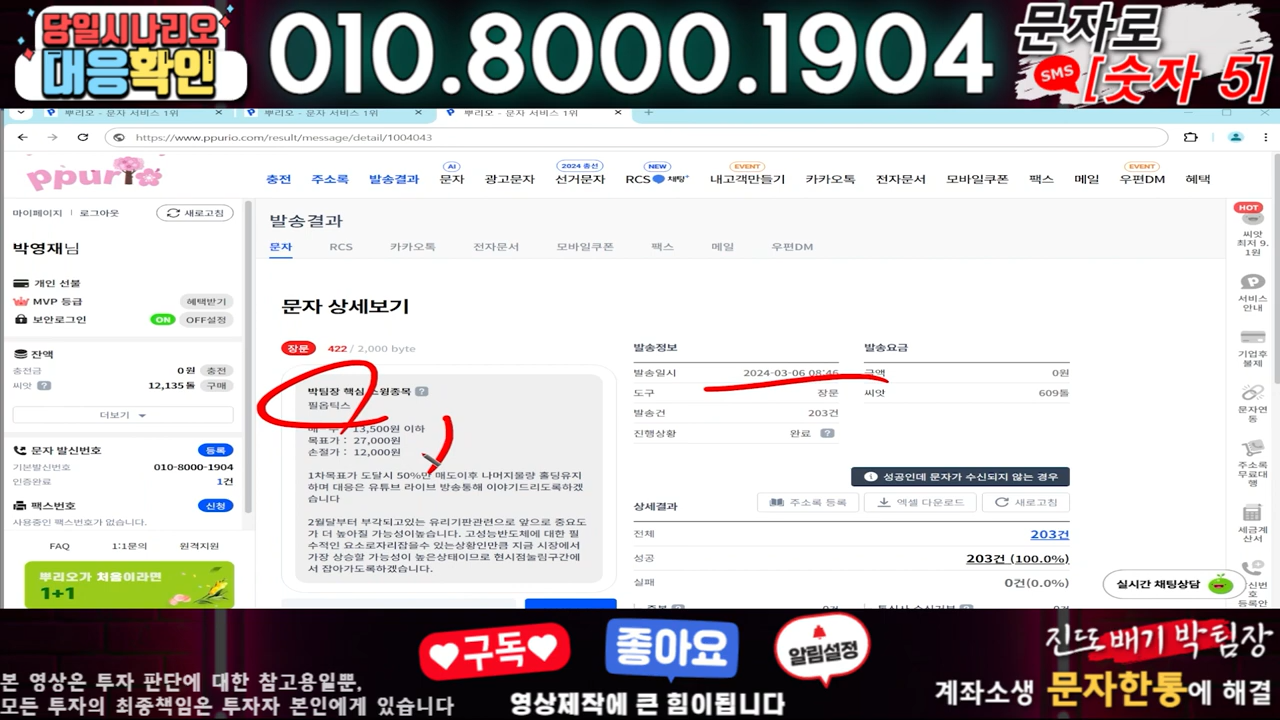 당일시나리오
대응확인
010.8000.1904
문자로
SMS
[숫자 5]
뿌리오 - 문자 서비스 1위
뿌리오 - 문자 서비스 1위
뿌리오 - 문자 서비스 1위
https://www.ppurio.com/result/message/detail/1004043
ppurio
충전
주소록
발송결과
AI
문자
광고문자
2024 총선
선거문자
NEW
RCS 채팅+
EVENT
내고객만들기
카카오톡
전자문서
모바일쿠폰
팩스
메일
EVENT
우편DM
혜택
마이페이지 | 로그아웃
새로고침
박영재님
개인 선불
MVP 등급 혜택받기
보안로그인 ON OFF설정
잔액
충전금 0원 충전
씨앗 ? 12,135톨 구매
더보기
문자 발신번호 등록
기본발신번호 010-8000-1904
인증완료 1건
팩스번호 신청
사용중인 팩스번호가 없습니다.
FAQ 1:1문의 원격지원
뿌리오가 처음이라면
1+1
발송결과
문자 RCS 카카오톡 전자문서 모바일쿠폰 팩스 메일 우편DM
문자 상세보기
장문 422 / 2,000 byte
박팀장 핵심 스윙종목 ?
필옵틱스
13,500원 이하
목표가 : 27,000원
손절가 : 12,000원
1차목표가 도달시 50%만 매도이후 나머지물량 홀딩유지
하며 대응은 유튜브 라이브 방송통해 이야기드리도록하겠
습니다
2월달부터 부각되고있는 유리기판관련으로 앞으로 중요도
가 더 높아질 가능성이높습니다. 고성능반도체에 대한 필
수적인 요소로자리잡을수 있는상황인만큼 지금 시장에서
가장 상승할 가능성이 높은상태이므로 현시점눌림구간에
서 잡아가도록하겠습니다.
발송정보
발송일시 2024-03-06 08:46
도구 장문
발송건 203건
진행상황 완료 ?
발송요금
금액 0원
씨앗 609톨
성공인데 문자가 수신되지 않는 경우
상세결과
주소록 등록
엑셀 다운로드
새로고침
전체 203건
성공 203건 (100.0%)
실패 0건(0.0%)
실시간 채팅상담
HOT
씨앗
최저 9.
1원
서비스
안내
기업후
불제
문자연
동
주소록
무료대
행
세금계
산서
구독
좋아요
알림설정
영상제작에 큰 힘이됩니다
본 영상은 투자 판단에 대한 참고용일뿐,
모든 투자의 최종책임은 투자자 본인에게 있습니다
진또배기 박팀장
계좌소생 문자한통에 해결